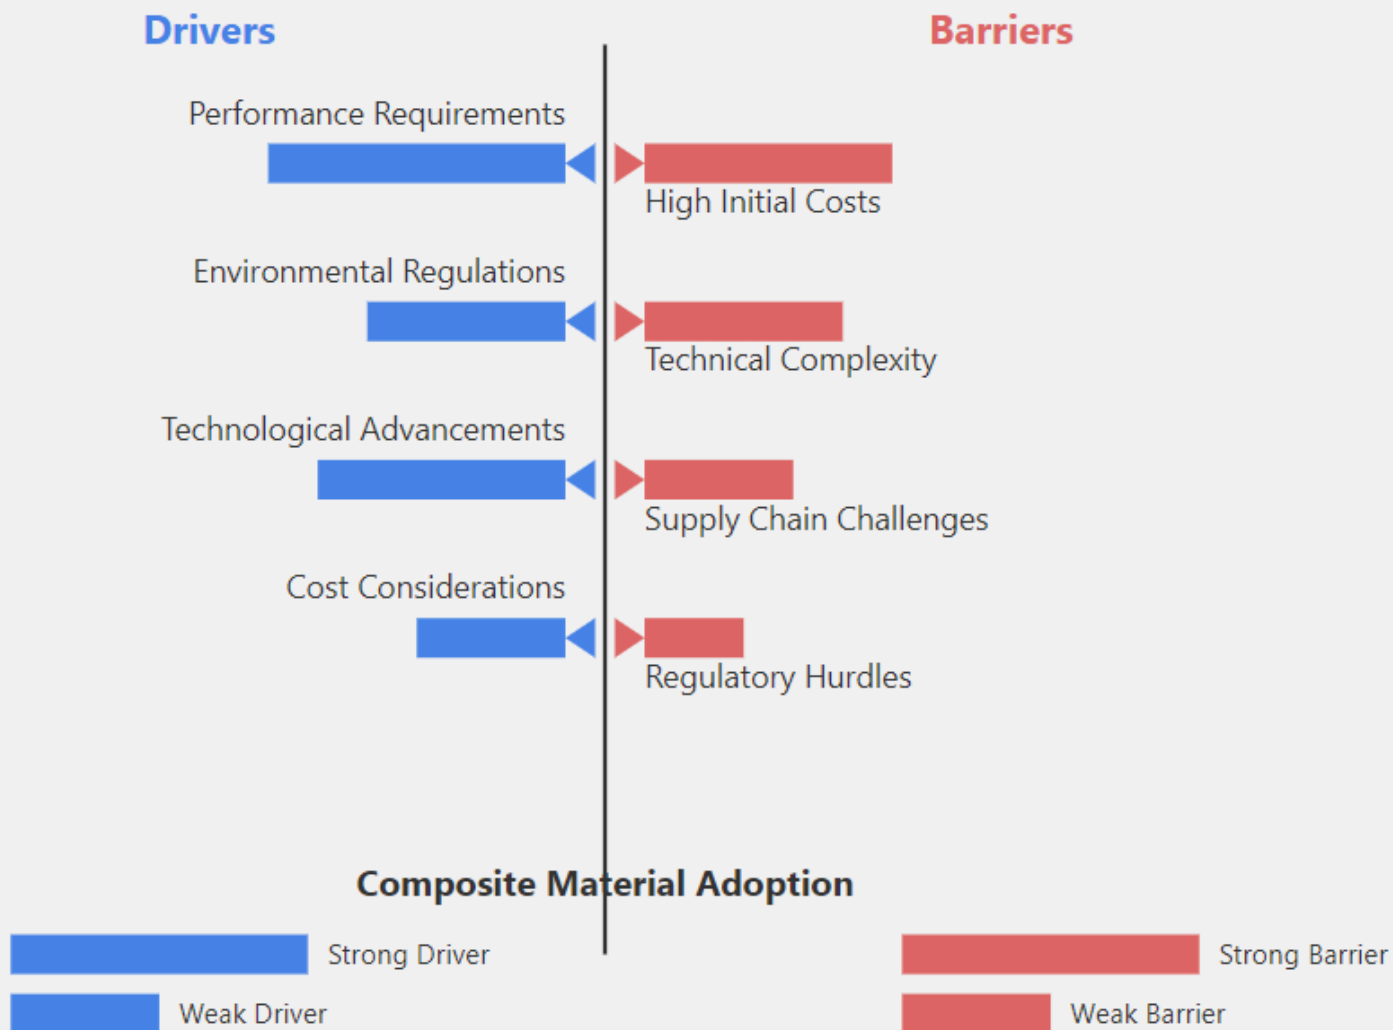 Drivers
Barriers
Performance Requirements
High Initial Costs
Environmental Regulations
Technical Complexity
Technological Advancements
Supply Chain Challenges
Cost Considerations
Regulatory Hurdles
Composite Material Adoption
Strong Driver
Strong Barrier
Weak Driver
Weak Barrier